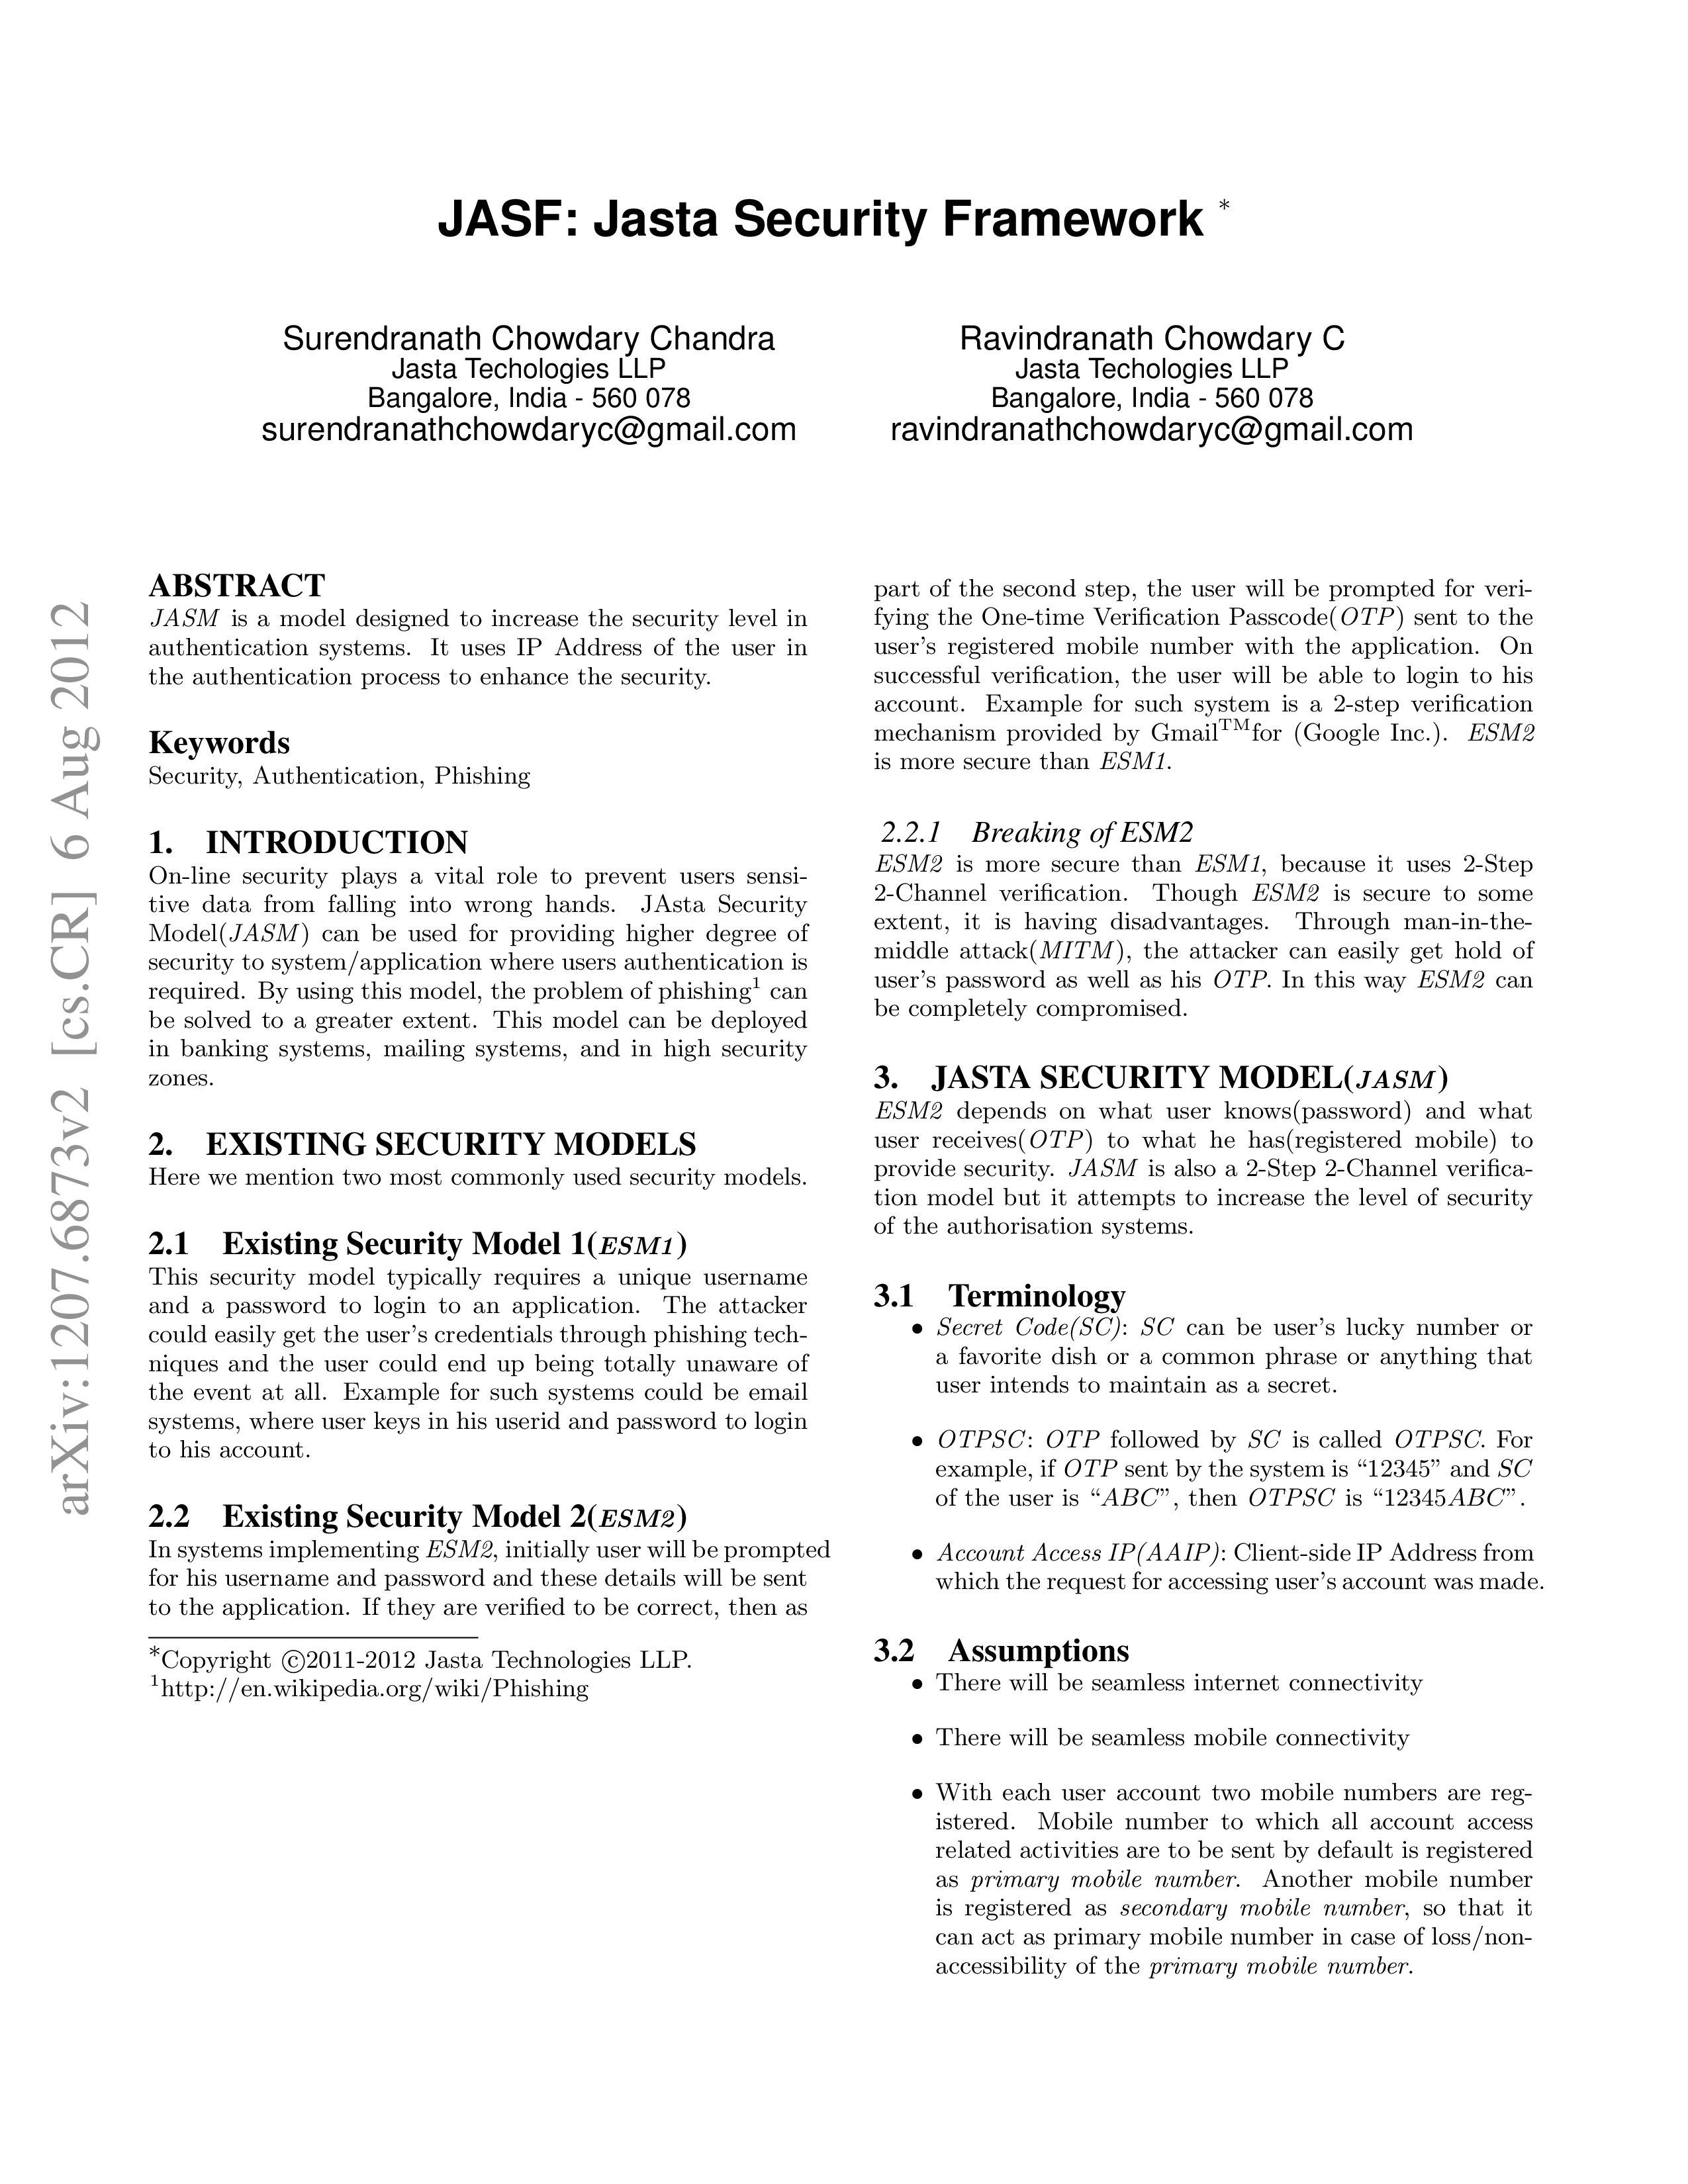 JASF: Jasta Security Framework *
Surendranath Chowdary Chandra
Jasta Techologies LLP
Bangalore, India - 560 078
surendranathchowdaryc@gmail.com
Ravindranath Chowdary C
Jasta Techologies LLP
Bangalore, India - 560 078
ravindranathchowdaryc@gmail.com
arXiv:1207.6873v2 [cs.CR] 6 Aug 2012
ABSTRACT
JASM is a model designed to increase the security level in
authentication systems. It uses IP Address of the user in
the authentication process to enhance the security.
Keywords
Security, Authentication, Phishing
1. INTRODUCTION
On-line security plays a vital role to prevent users sensi-
tive data from falling into wrong hands. JAsta Security
Model(JASM) can be used for providing higher degree of
security to system/application where users authentication is
required. By using this model, the problem of phishing1 can
be solved to a greater extent. This model can be deployed
in banking systems, mailing systems, and in high security
zones.
2. EXISTING SECURITY MODELS
Here we mention two most commonly used security models.
2.1 Existing Security Model 1(ESM1)
This security model typically requires a unique username
and a password to login to an application. The attacker
could easily get the user's credentials through phishing tech-
niques and the user could end up being totally unaware of
the event at all. Example for such systems could be email
systems, where user keys in his userid and password to login
to his account.
2.2 Existing Security Model 2(ESM2)
In systems implementing ESM2, initially user will be prompted
for his username and password and these details will be sent
to the application. If they are verified to be correct, then as
*Copyright ©2011-2012 Jasta Technologies LLP.
1http://en.wikipedia.org/wiki/Phishing
part of the second step, the user will be prompted for veri-
fying the One-time Verification Passcode(OTP) sent to the
user's registered mobile number with the application. On
successful verification, the user will be able to login to his
account. Example for such system is a 2-step verification
mechanism provided by Gmail™for (Google Inc.). ESM2
is more secure than ESM1.
2.2.1 Breaking of ESM2
ESM2 is more secure than ESM1, because it uses 2-Step
2-Channel verification. Though ESM2 is secure to some
extent, it is having disadvantages. Through man-in-the-
middle attack(MITM), the attacker can easily get hold of
user's password as well as his OTP. In this way ESM2 can
be completely compromised.
3. JASTA SECURITY MODEL(JASM)
ESM2 depends on what user knows(password) and what
user receives(OTP) to what he has(registered mobile) to
provide security. JASM is also a 2-Step 2-Channel verifica-
tion model but it attempts to increase the level of security
of the authorisation systems.
3.1 Terminology
• Secret Code(SC): SC can be user's lucky number or
a favorite dish or a common phrase or anything that
user intends to maintain as a secret.
• OTPSC: OTP followed by SC is called OTPSC. For
example, if OTP sent by the system is "12345" and SC
of the user is "ABC", then OTPSC is "12345ABC".
• Account Access IP(AAIP): Client-side IP Address from
which the request for accessing user's account was made.
3.2 Assumptions
• There will be seamless internet connectivity
• There will be seamless mobile connectivity
• With each user account two mobile numbers are reg-
istered. Mobile number to which all account access
related activities are to be sent by default is registered
as primary mobile number. Another mobile number
is registered as secondary mobile number, so that it
can act as primary mobile number in case of loss/non-
accessibility of the primary mobile number.